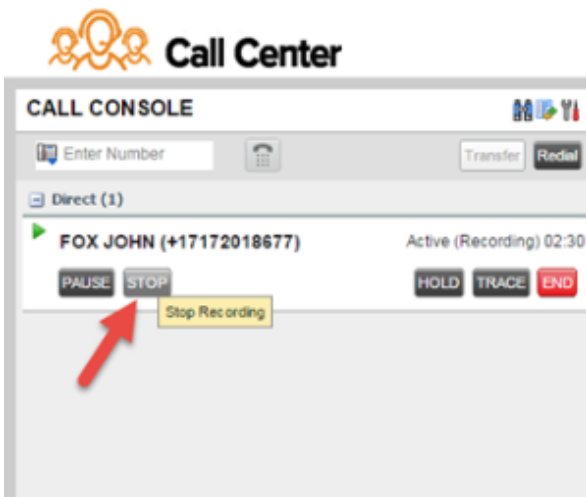 Call Center
CALL CONSOLE
Enter Number
Transfer Redial
Direct (1)
FOX JOHN (+17172018677) Active (Recording) 02:30
PAUSE STOP HOLD TRACE END
Stop Recording